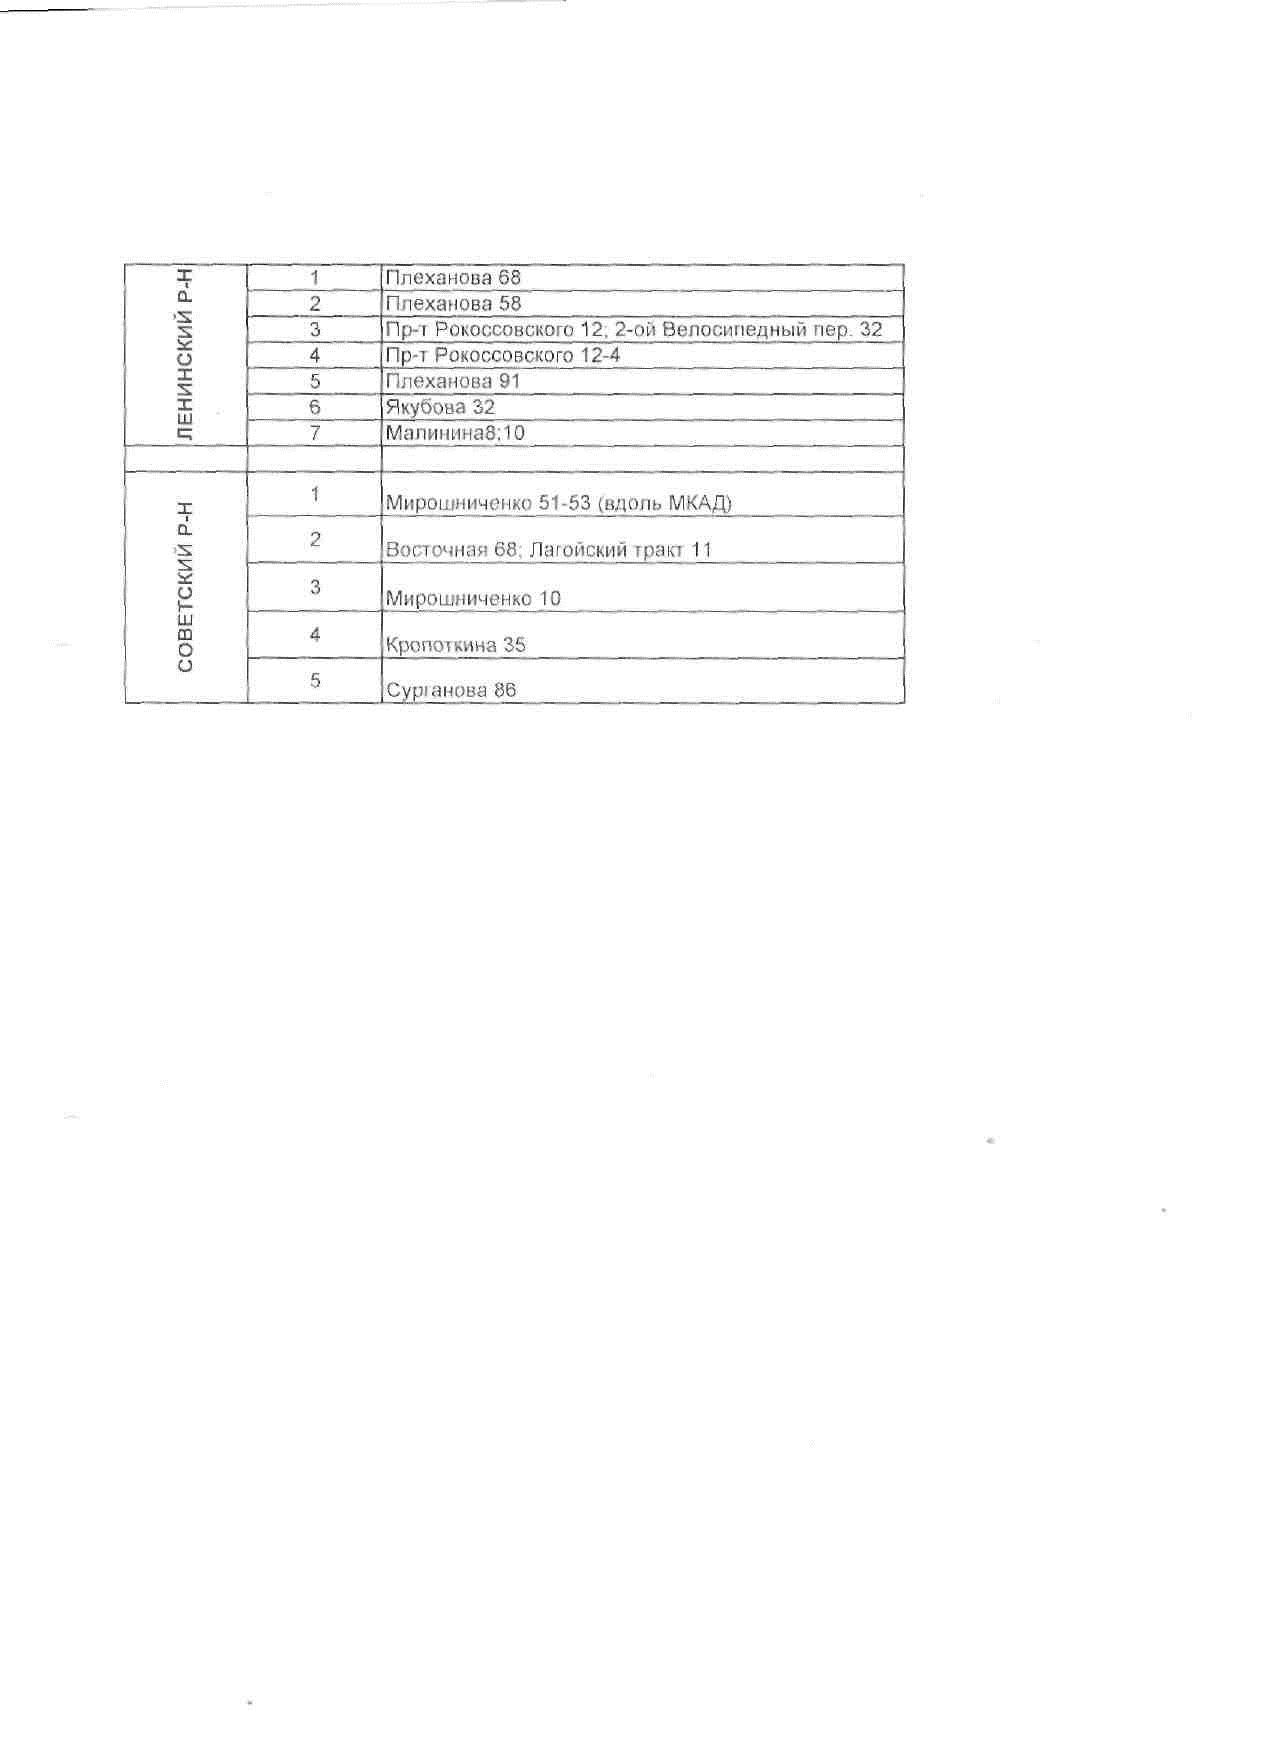 ЛЕНИНСКИЙ Р-Н
1 Плеханова 68
2 Плеханова 58
3 Пр-т Рокоссовского 12; 2-ой Велосипедный пер. 32
4 Пр-т Рокоссовского 12-4
5 Плеханова 91
6 Якубова 32
7 Малинина8;10
СОВЕТСКИЙ Р-Н
1 Мирошниченко 51-53 (вдоль МКАД)
2 Восточная 68; Лагойский тракт 11
3 Мирошниченко 10
4 Кропоткина 35
5 Сурганова 86